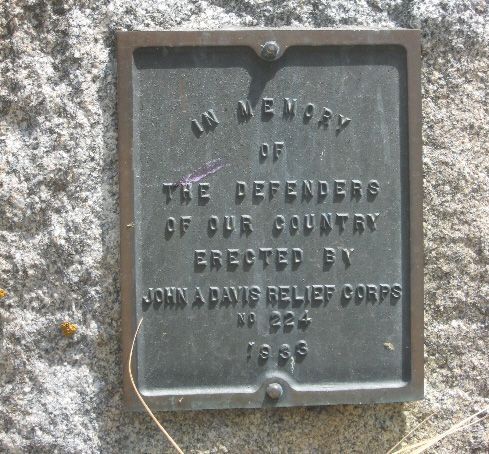 IN MEMORY
OF
THE DEFENDERS
OF OUR COUNTRY
ERECTED BY
JOHN A DAVIS RELIEF CORPS
NO 224
1933